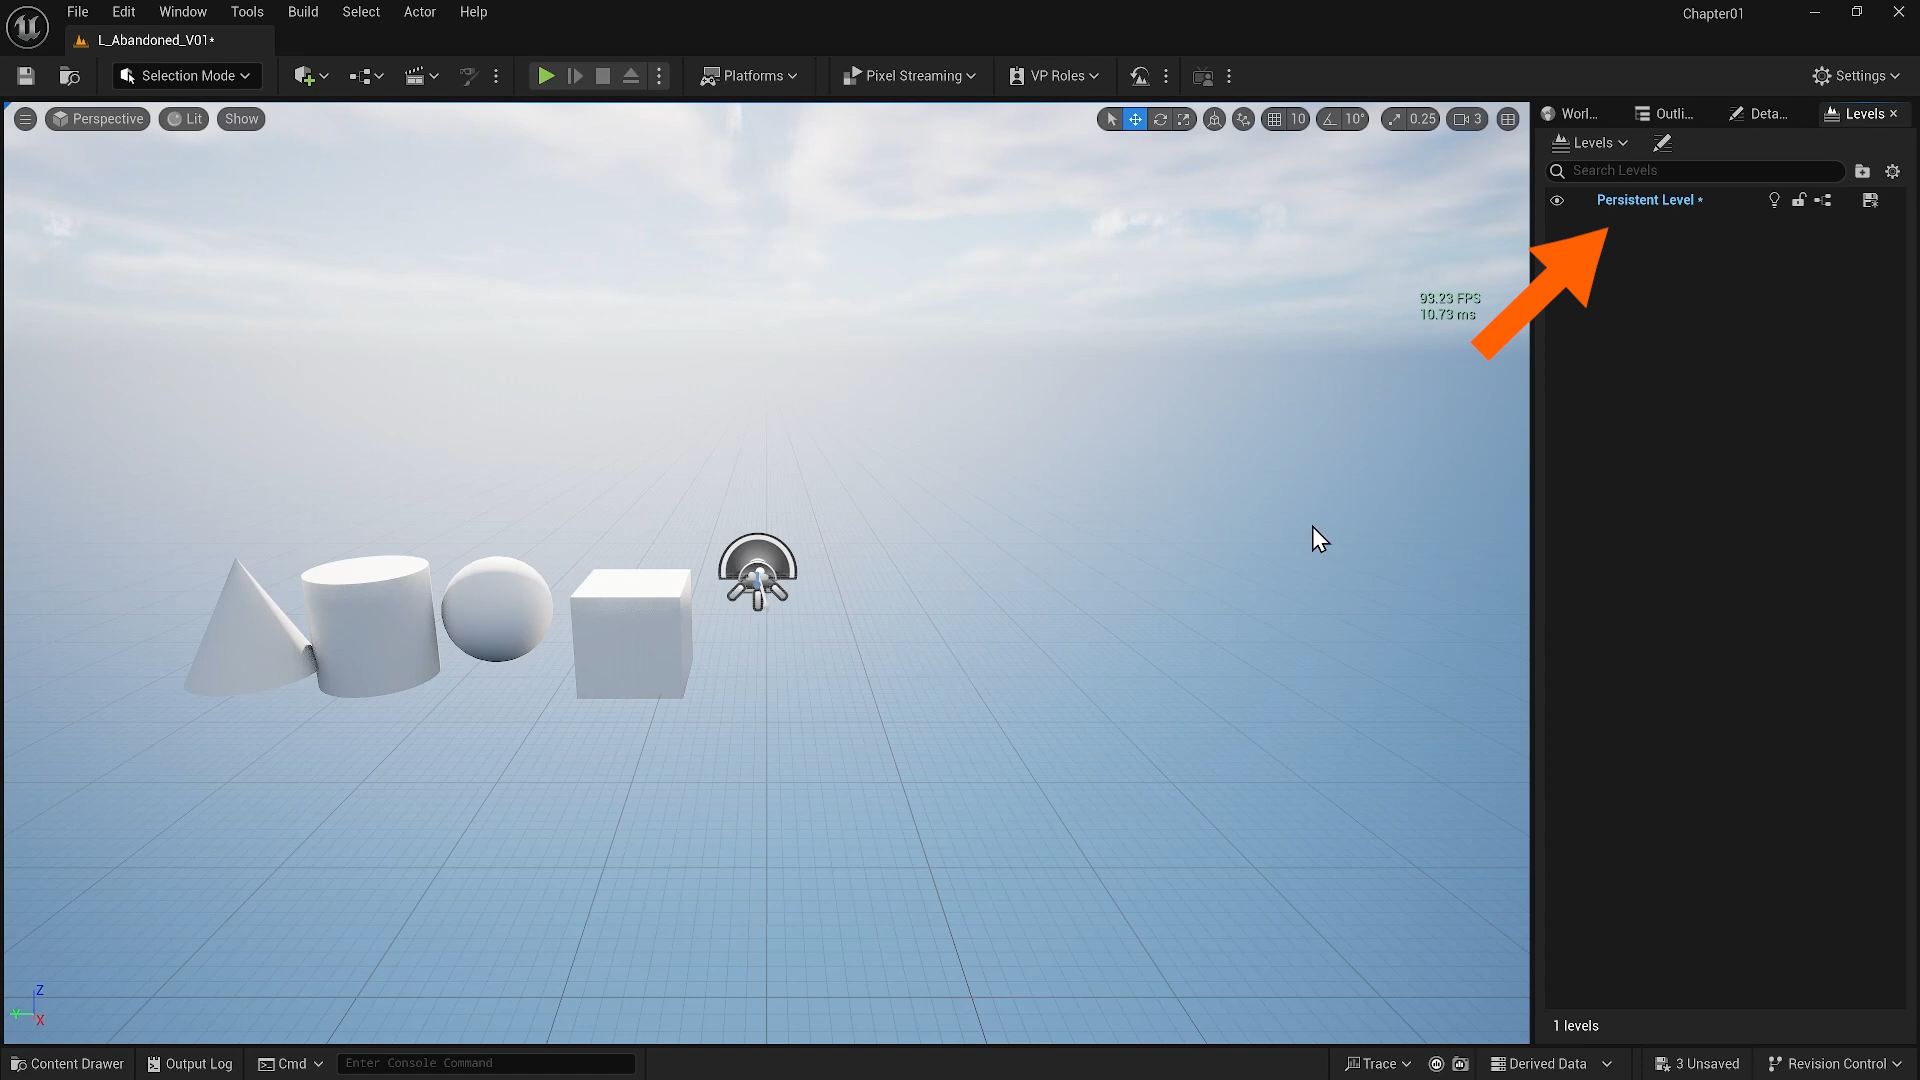 File Edit Window Tools Build Select Actor Help
Chapter01
L_Abandoned_V01*
Selection Mode
Platforms
Pixel Streaming
VP Roles
Settings
Perspective
Lit
Show
10
10°
0.25
3
Worl...
Outli...
Deta...
Levels
Levels
Search Levels
Persistent Level *
93.23 FPS
10.73 ms
Z
Y
X
1 levels
Content Drawer
Output Log
Cmd
Enter Console Command
Trace
Derived Data
3 Unsaved
Revision Control